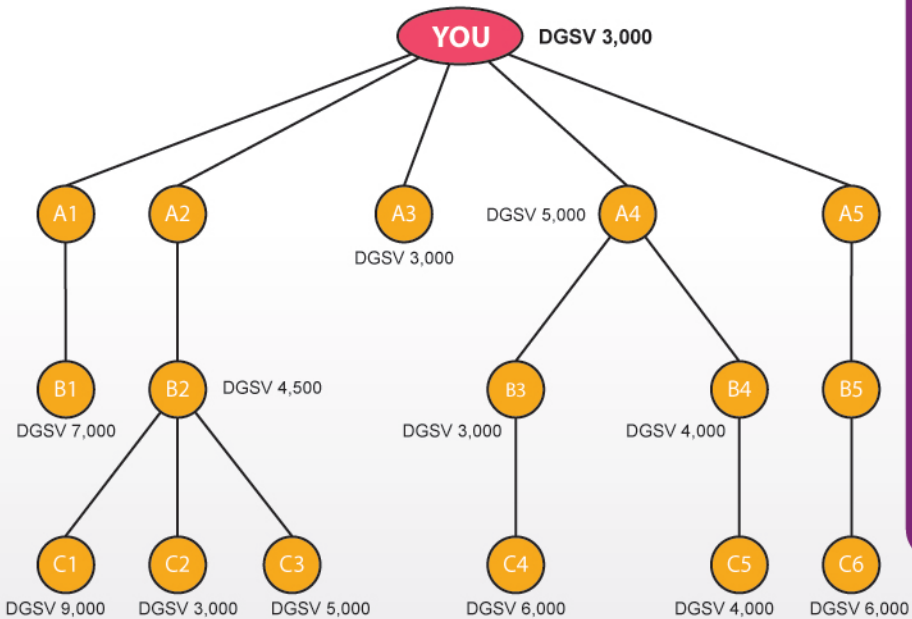 YOU
DGSV 3,000
A1
A2
A3
DGSV 5,000
A4
A5
DGSV 3,000
B1
B2
DGSV 4,500
B3
B4
B5
DGSV 7,000
DGSV 3,000
DGSV 4,000
C1
C2
C3
C4
C5
C6
DGSV 9,000
DGSV 3,000
DGSV 5,000
DGSV 6,000
DGSV 4,000
DGSV 6,000